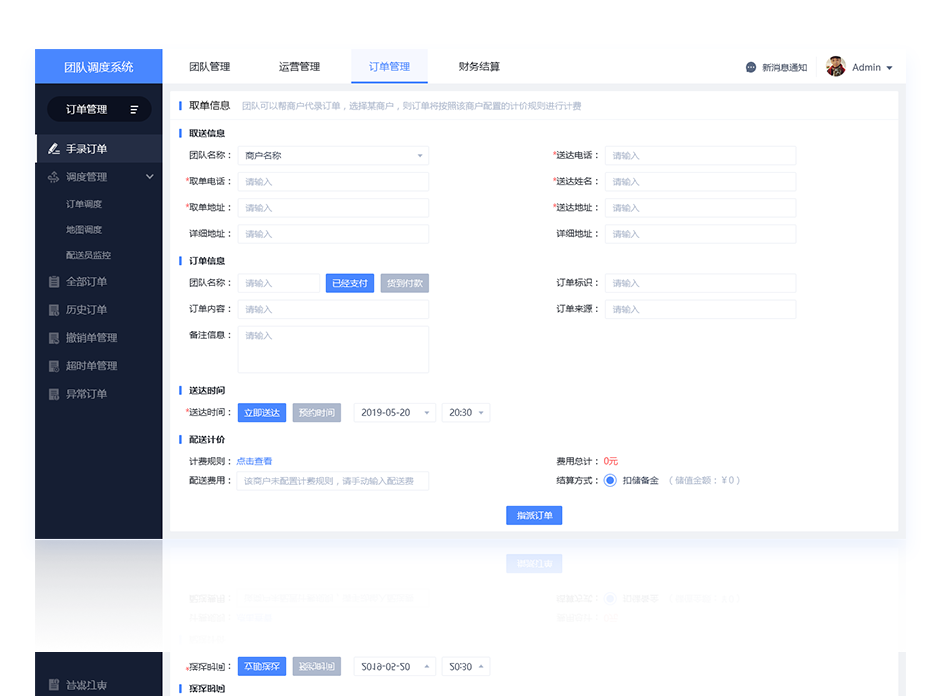 团队调度系统
团队管理
运营管理
订单管理
财务结算
新消息通知
Admin
订单管理
手录订单
调度管理
订单调度
地图调度
配送员监控
全部订单
历史订单
撤销单管理
超时单管理
异常订单
取单信息 团队可以帮商户代录订单，选择某商户，则订单将按照该商户配置的计价规则进行计费
取送信息
团队名称： 商户名称
*送达电话： 请输入
*取单电话： 请输入
*送达姓名： 请输入
*取单地址： 请输入
*送达地址： 请输入
详细地址： 请输入
详细地址： 请输入
订单信息
团队名称： 请输入 已经支付 货到付款
订单标识： 请输入
订单内容： 请输入
订单来源： 请输入
备注信息： 请输入
送达时间
*送达时间： 立即送达 预约时间 2019-05-20 20:30
配送计价
计费规则： 点击查看
费用总计： 0元
配送费用： 该商户未配置计费规则，请手动输入配送费
结算方式： 扣储备金 （储值金额：¥0）
指派订单